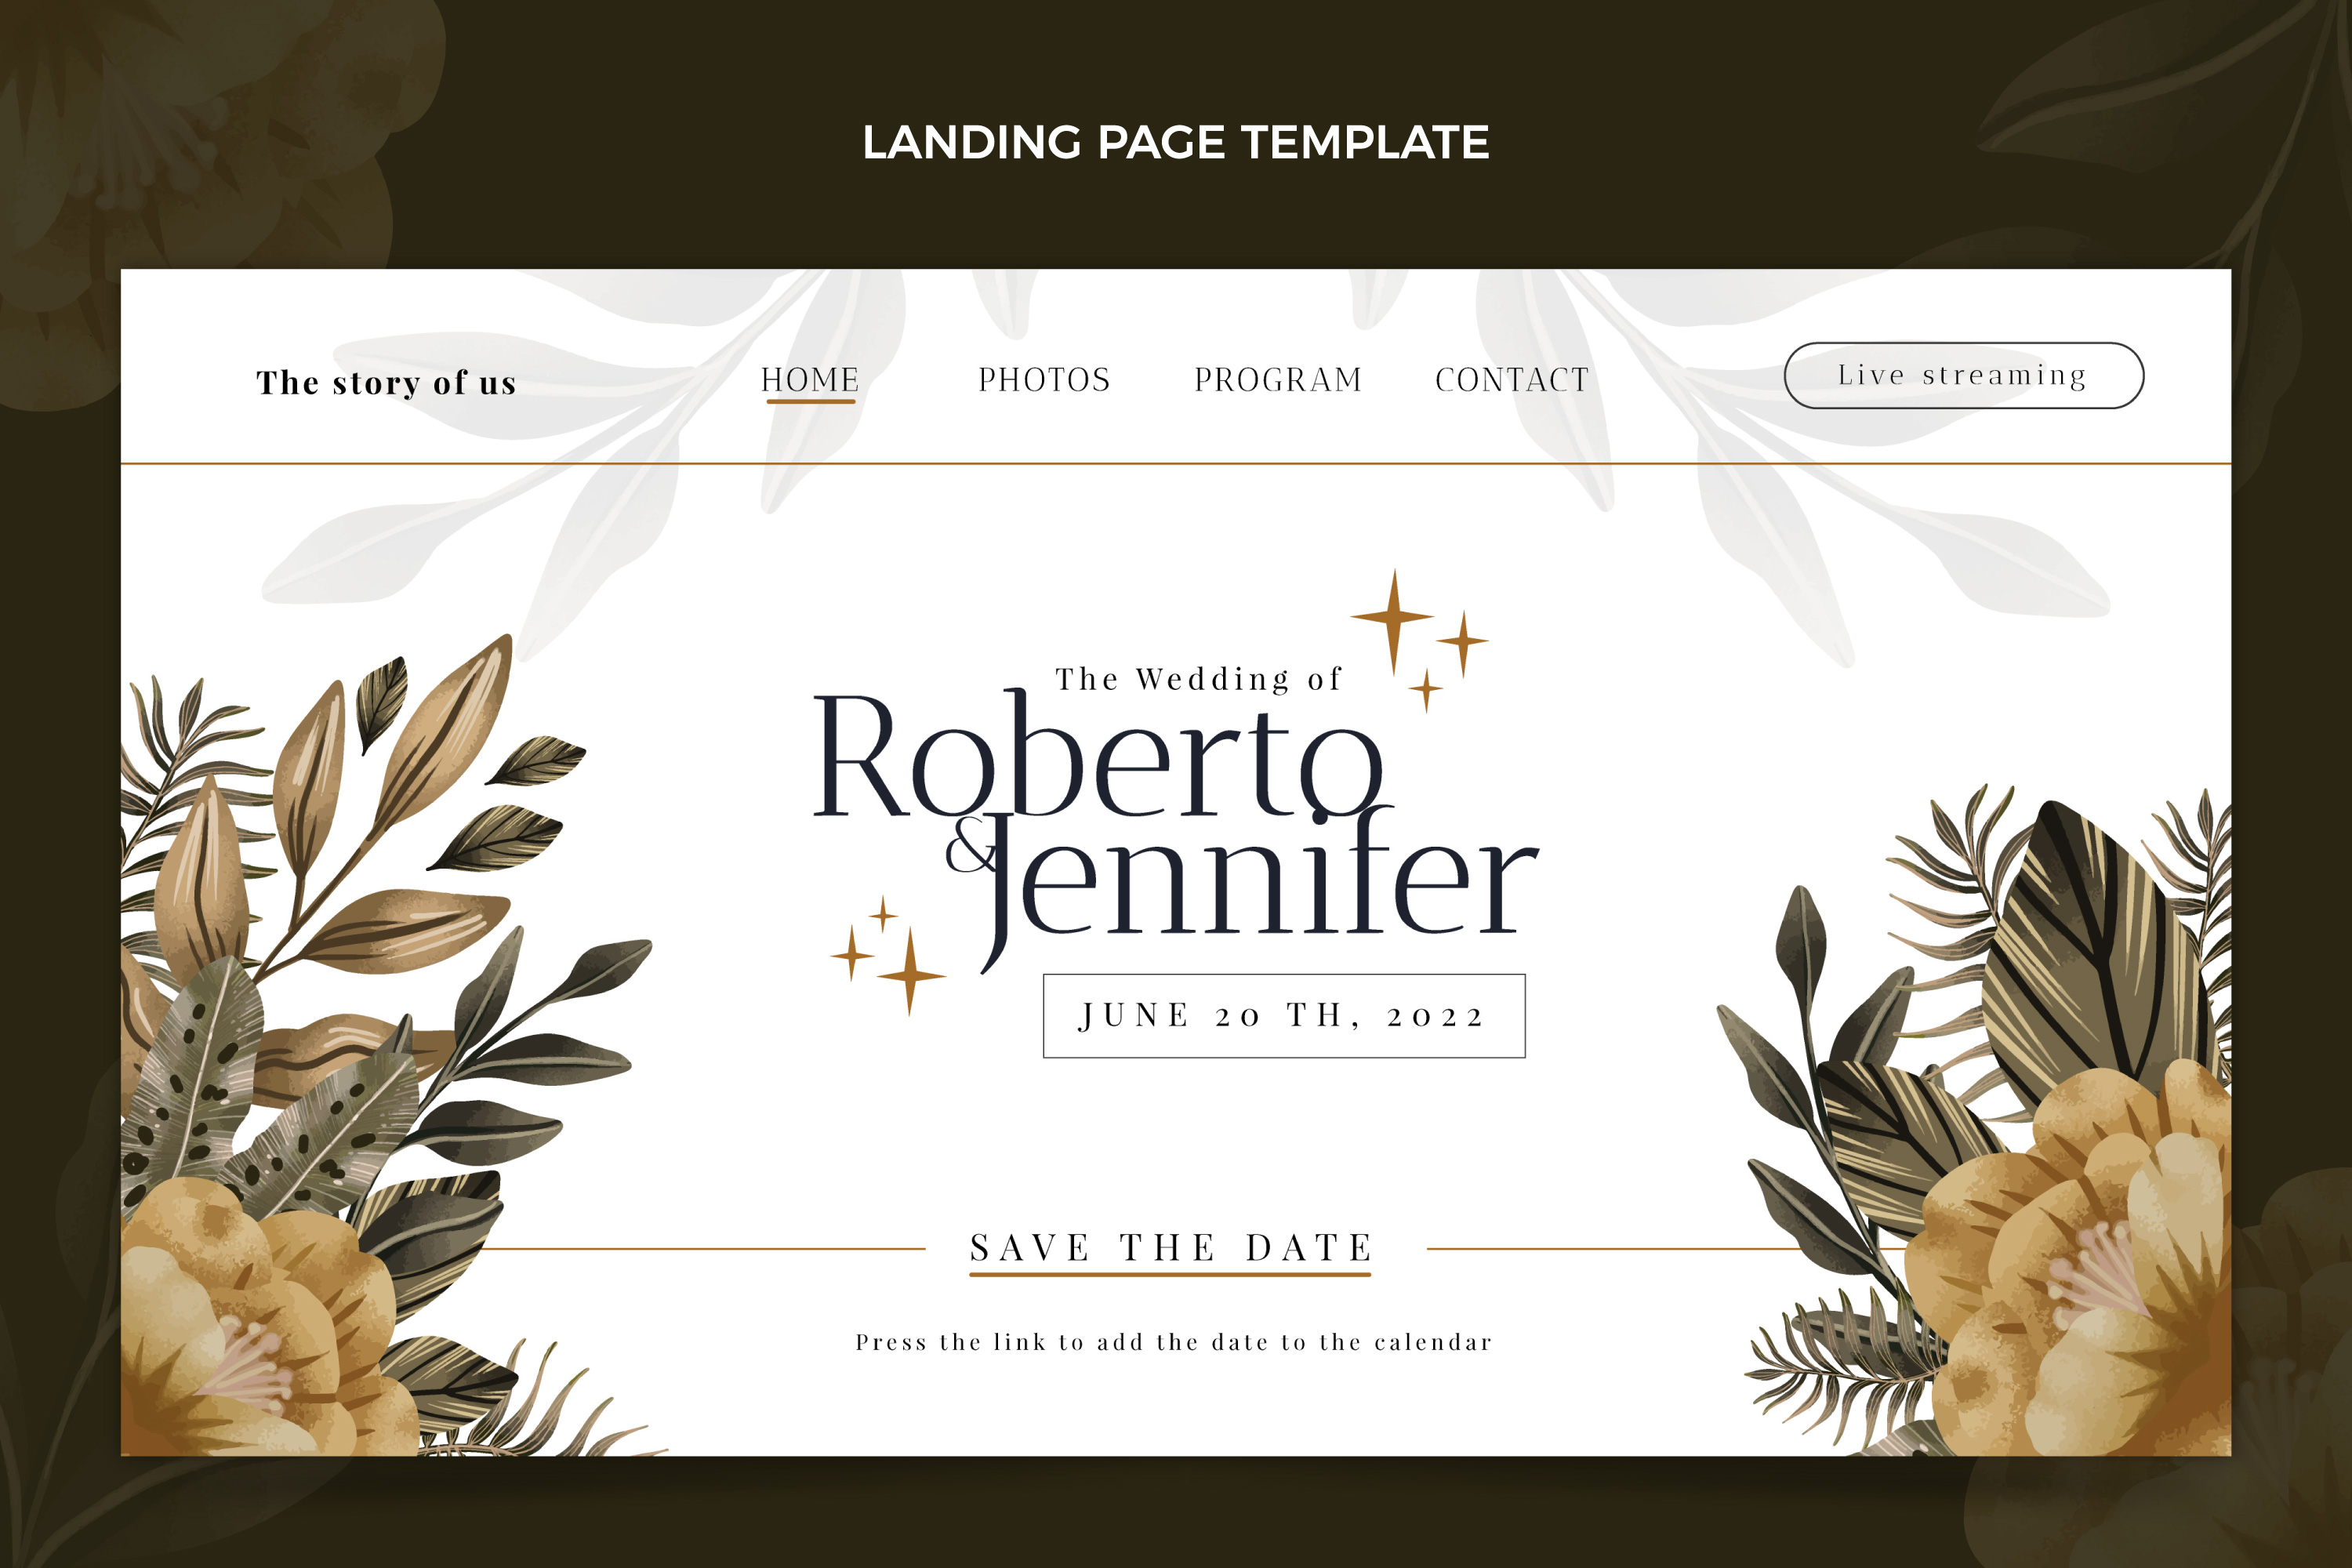 LANDING PAGE TEMPLATE
The story of us
HOME PHOTOS PROGRAM CONTACT
Live streaming
The Wedding of
Roberto
& Jennifer
JUNE 20 TH, 2022
SAVE THE DATE
Press the link to add the date to the calendar